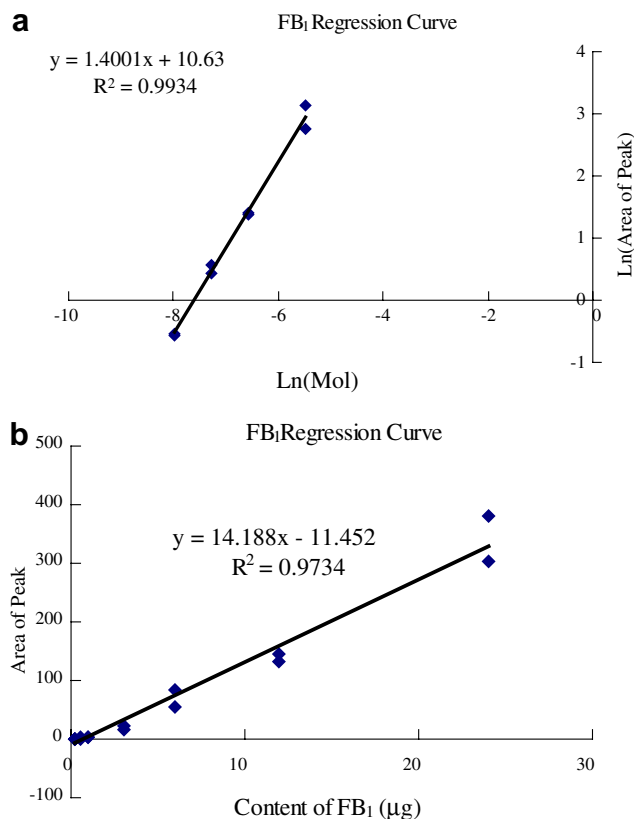 a
FB₁ Regression Curve
y = 1.4001x + 10.63
R² = 0.9934
4
3
2
1
0
-1
Ln(Area of Peak)
-10 -8 -6 -4 -2 0
Ln(Mol)
b
FB₁Regression Curve
500
400
300
200
100
0
-100
Area of Peak
y = 14.188x - 11.452
R² = 0.9734
0 10 20 30
Content of FB₁ (µg)